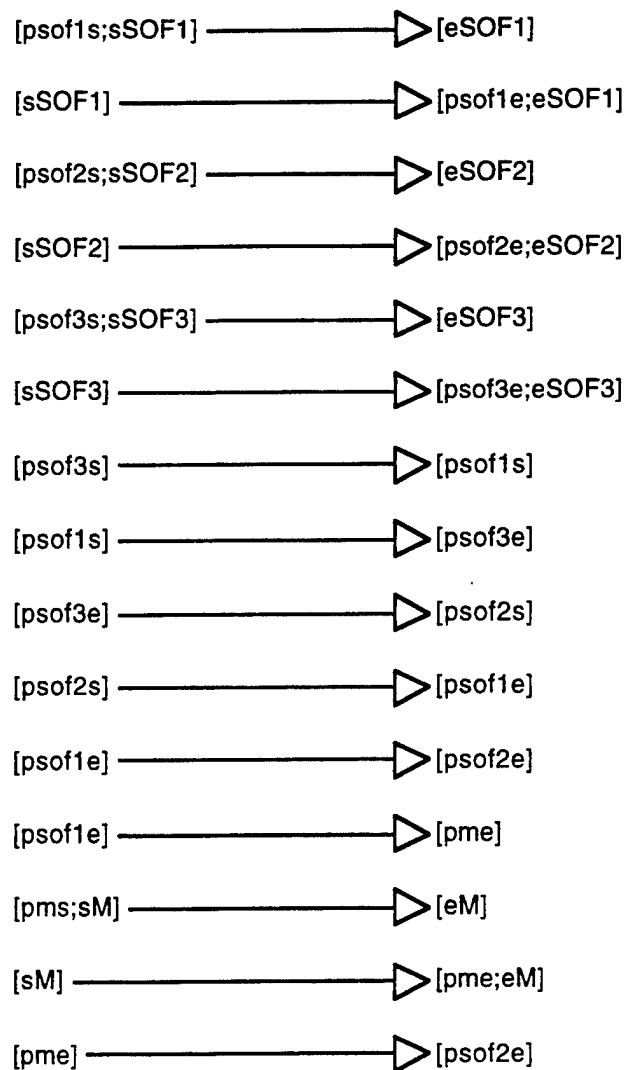 [psof1s;sSOF1] [eSOF1]
[sSOF1] [psof1e;eSOF1]
[psof2s;sSOF2] [eSOF2]
[sSOF2] [psof2e;eSOF2]
[psof3s;sSOF3] [eSOF3]
[sSOF3] [psof3e;eSOF3]
[psof3s] [psof1s]
[psof1s] [psof3e]
[psof3e] [psof2s]
[psof2s] [psof1e]
[psof1e] [psof2e]
[psof1e] [pme]
[pms;sM] [eM]
[sM] [pme;eM]
[pme] [psof2e]